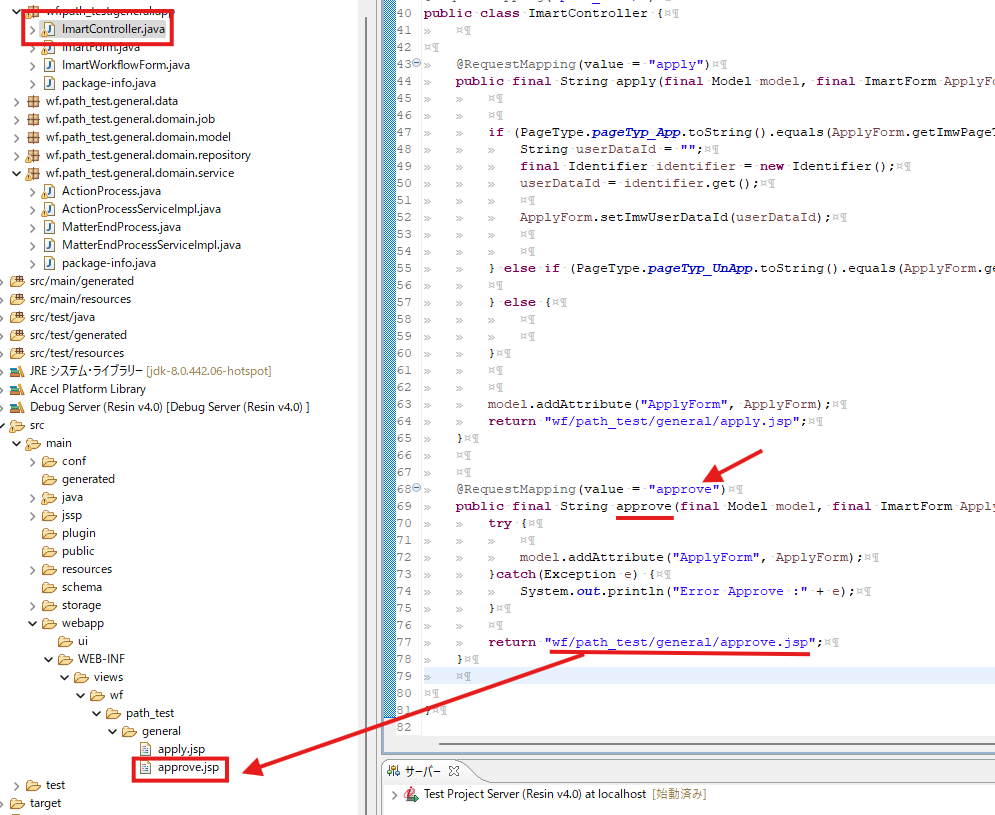 wf.path_test.general.app
ImartController.java
ImartForm.java
ImartWorkflowForm.java
package-info.java
wf.path_test.general.data
wf.path_test.general.domain.job
wf.path_test.general.domain.model
wf.path_test.general.domain.repository
wf.path_test.general.domain.service
ActionProcess.java
ActionProcessServiceImpl.java
MatterEndProcess.java
MatterEndProcessServiceImpl.java
package-info.java
src/main/generated
src/main/resources
src/test/java
src/test/generated
src/test/resources
JRE システム・ライブラリー [jdk-8.0.442.06-hotspot]
Accel Platform Library
Debug Server (Resin v4.0) [Debug Server (Resin v4.0) ]
src
main
conf
generated
java
jssp
plugin
public
resources
schema
storage
webapp
ui
WEB-INF
views
wf
path_test
general
apply.jsp
approve.jsp
test
target
40 public class ImartController {
41
42
43 @RequestMapping(value = "apply")
44 public final String apply(final Model model, final ImartForm ApplyFo
45
46
47 if (PageType.pageTyp_App.toString().equals(ApplyForm.getImwPageT
48 String userDataId = "";
49 final Identifier identifier = new Identifier();
50 userDataId = identifier.get();
51
52 ApplyForm.setImwUserDataId(userDataId);
53
54
55 } else if (PageType.pageTyp_UnApp.toString().equals(ApplyForm.ge
56
57 } else {
58
59
60 }
61
62
63 model.addAttribute("ApplyForm", ApplyForm);
64 return "wf/path_test/general/apply.jsp";
65 }
66
67
68 @RequestMapping(value = "approve")
69 public final String approve(final Model model, final ImartForm Apply
70 try {
71
72 model.addAttribute("ApplyForm", ApplyForm);
73 }catch(Exception e) {
74 System.out.println("Error Approve :" + e);
75 }
76
77 return "wf/path_test/general/approve.jsp";
78 }
79
80
81 }
82
サーバー
Test Project Server (Resin v4.0) at localhost [始動済み]